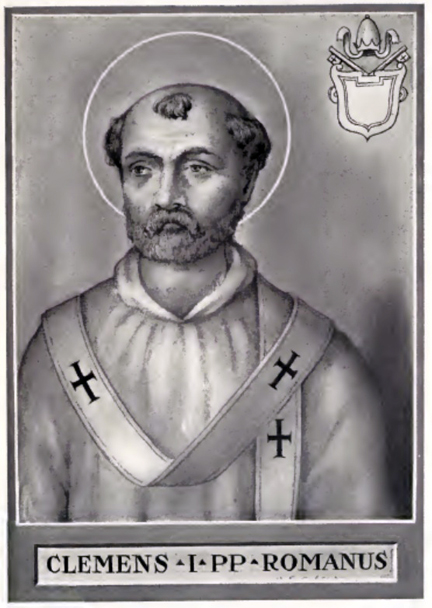 CLEMENS ▲ I ▲ PP ▲ ROMANUS